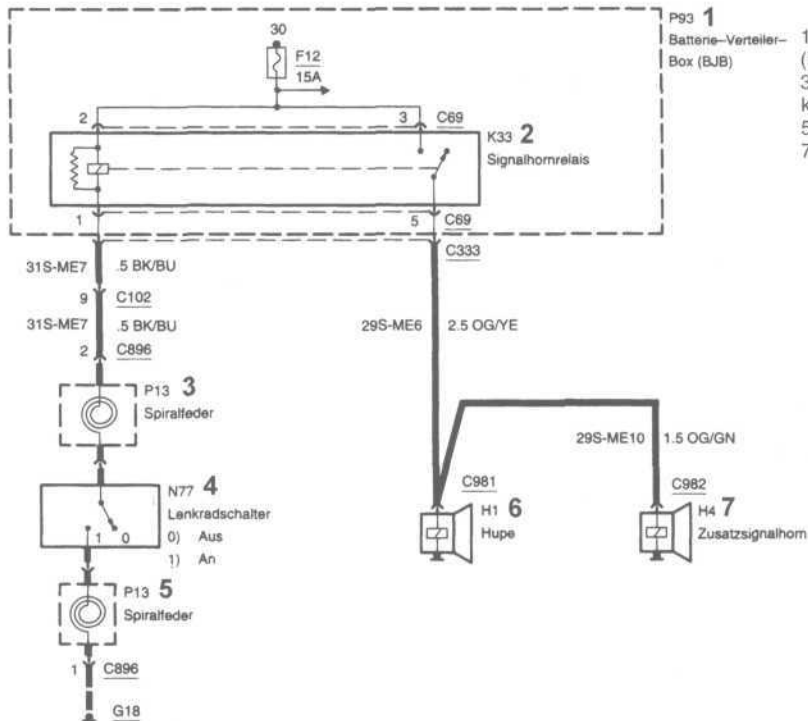 30
F12
15A
P93 1
Batterie–Verteiler–
Box (BJB)
1
(
3
k
5
7
2
3
C69
K33 2
Signalhornrelais
1
5
C69
C333
31S-ME7 .5 BK/BU
9 C102
31S-ME7 .5 BK/BU
2 C896
29S-ME6 2.5 OG/YE
P13 3
Spiralfeder
29S-ME10 1.5 OG/GN
N77 4
Lenkradschalter
1 0
0) Aus
1) An
C981
H1 6
Hupe
C982
H4 7
Zusatzsignalhorn
P13 5
Spiralfeder
1 C896
G18